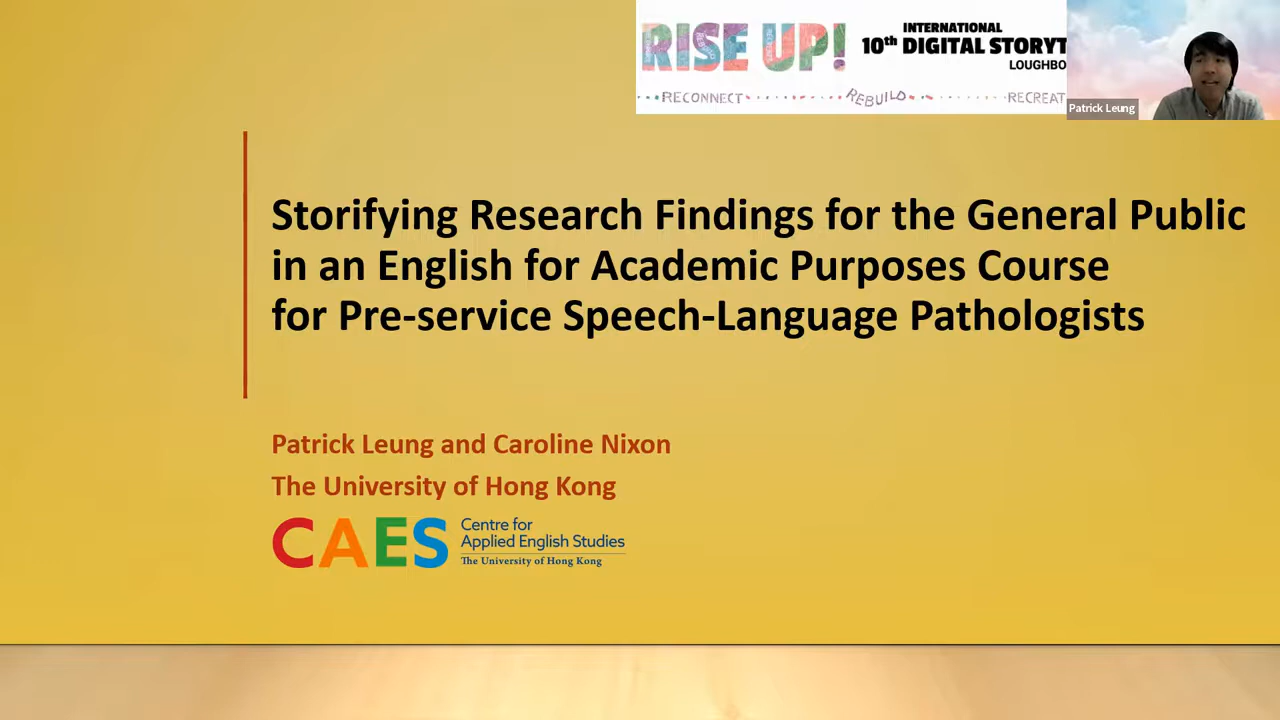 RISE UP!
INTERNATIONAL
10th DIGITAL STORYT
LOUGHBO
RECONNECT
REBUILD
RECREAT
Patrick Leung
Storifying Research Findings for the General Public
in an English for Academic Purposes Course
for Pre-service Speech-Language Pathologists
Patrick Leung and Caroline Nixon
The University of Hong Kong
CAES
Centre for
Applied English Studies
The University of Hong Kong